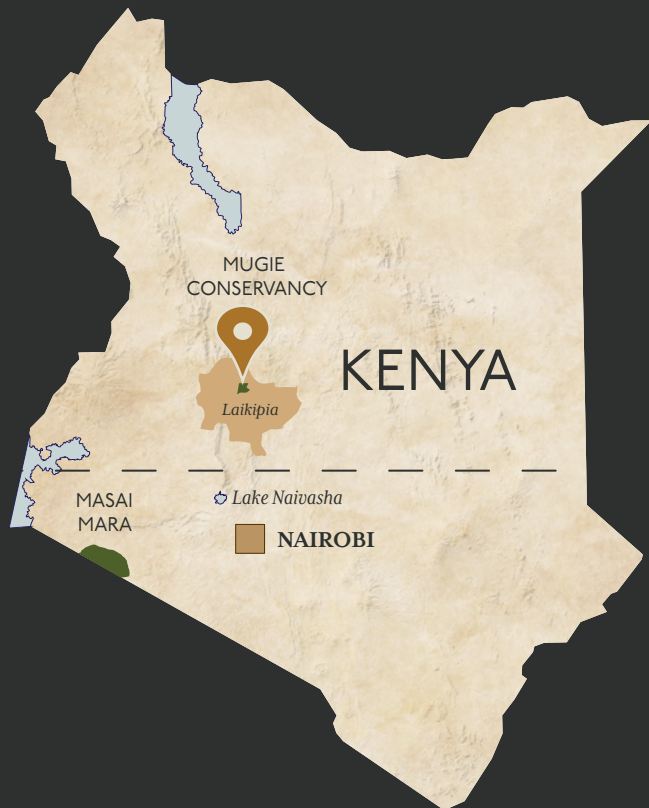 MUGIE
CONSERVANCY
KENYA
Laikipia
MASAI
MARA
Lake Naivasha
NAIROBI